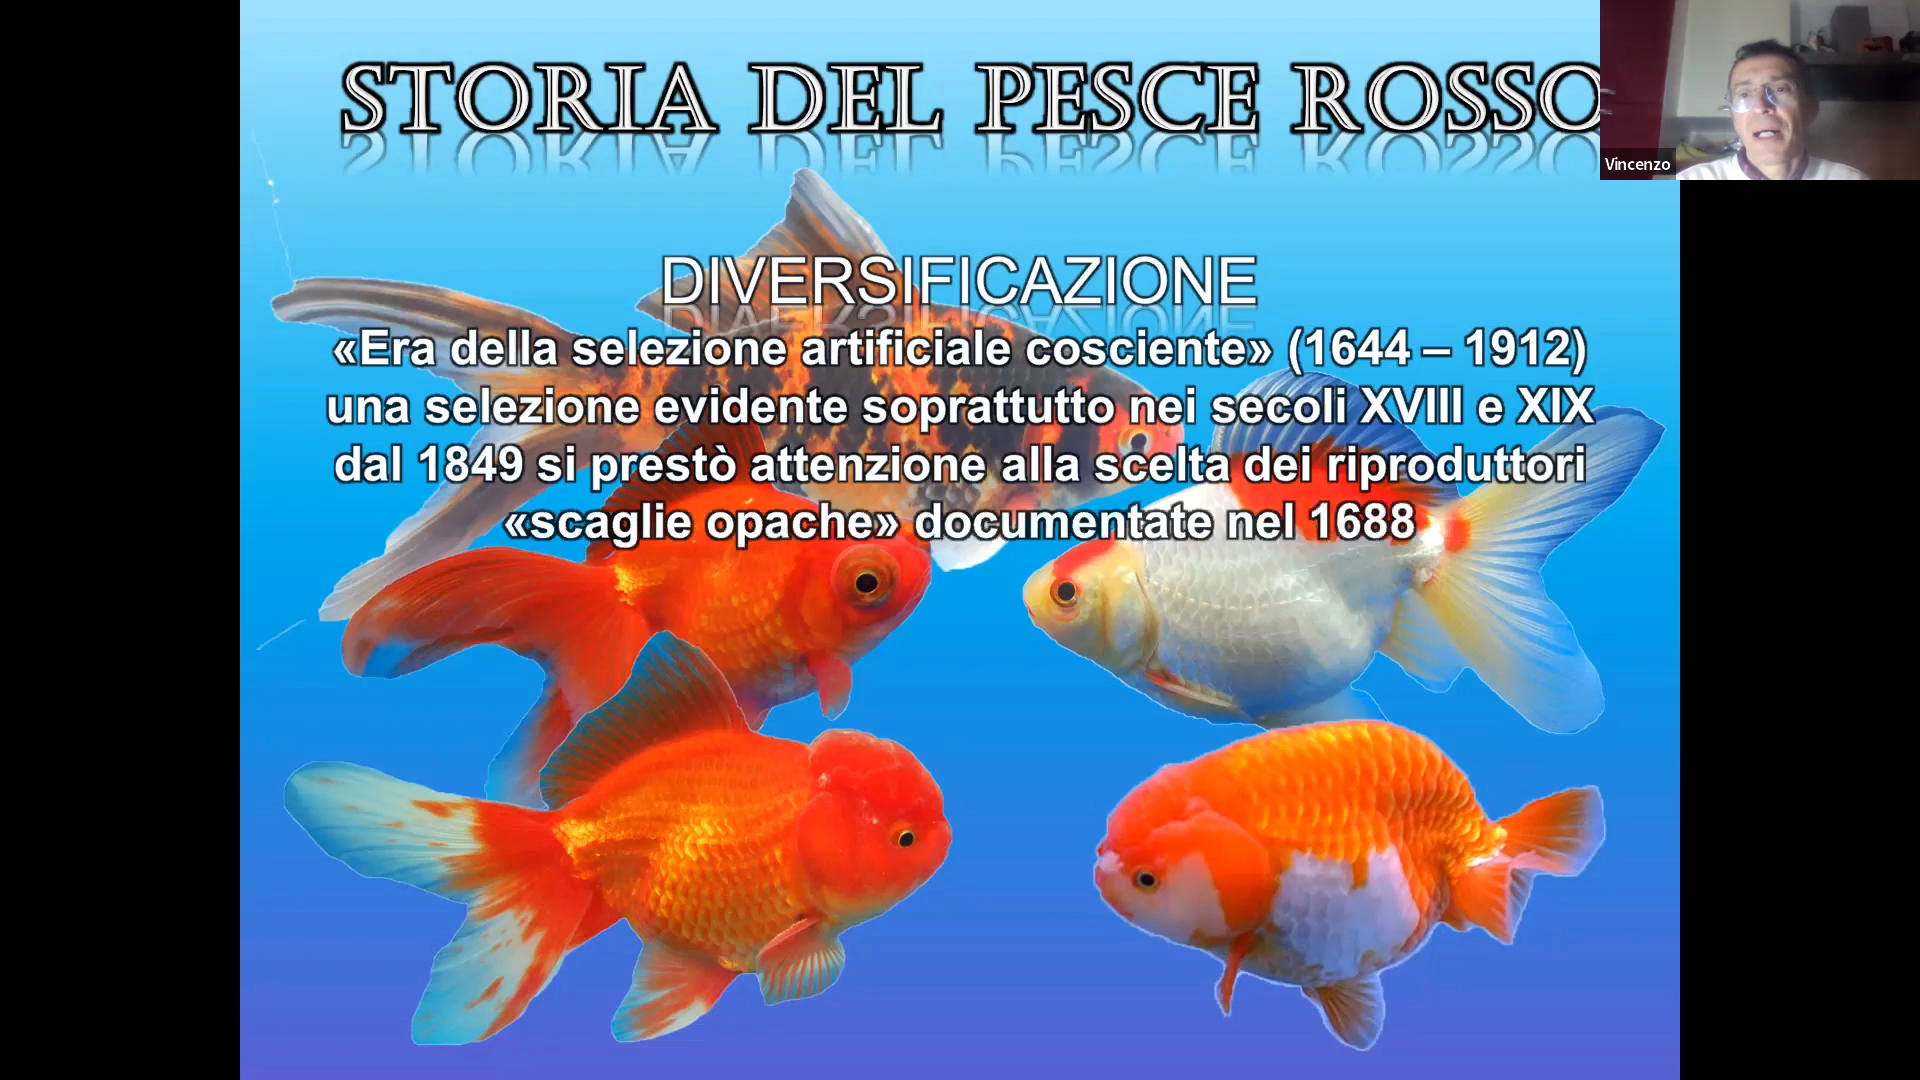 STORIA DEL PESCE ROSSO
Vincenzo
DIVERSIFICAZIONE
«Era della selezione artificiale cosciente» (1644 – 1912)
una selezione evidente soprattutto nei secoli XVIII e XIX
dal 1849 si prestò attenzione alla scelta dei riproduttori
«scaglie opache» documentate nel 1688